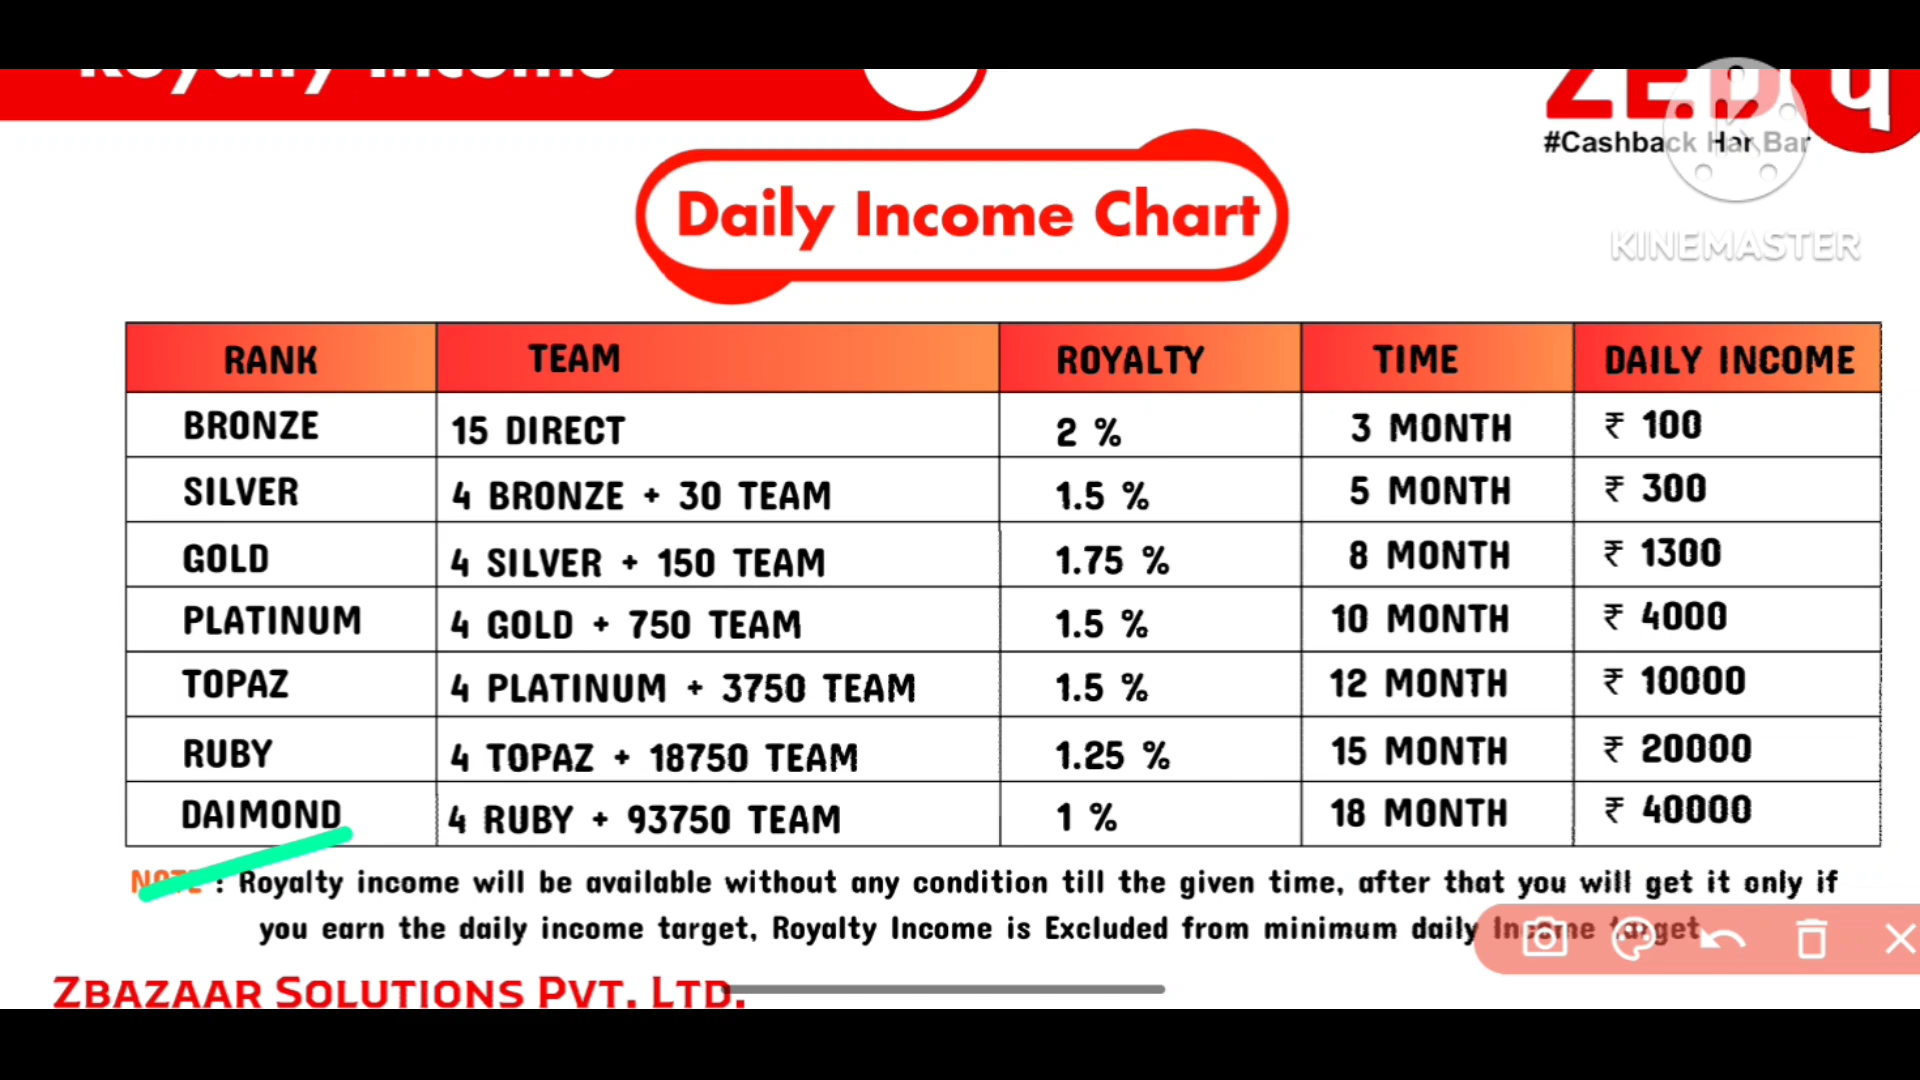 Royalty Income
ZED प
#Cashback Har Bar
KINEMASTER
Daily Income Chart
RANK TEAM ROYALTY TIME DAILY INCOME
BRONZE 15 DIRECT 2 % 3 MONTH ₹ 100
SILVER 4 BRONZE + 30 TEAM 1.5 % 5 MONTH ₹ 300
GOLD 4 SILVER + 150 TEAM 1.75 % 8 MONTH ₹ 1300
PLATINUM 4 GOLD + 750 TEAM 1.5 % 10 MONTH ₹ 4000
TOPAZ 4 PLATINUM + 3750 TEAM 1.5 % 12 MONTH ₹ 10000
RUBY 4 TOPAZ + 18750 TEAM 1.25 % 15 MONTH ₹ 20000
DAIMOND 4 RUBY + 93750 TEAM 1 % 18 MONTH ₹ 40000
NOTE : Royalty income will be available without any condition till the given time, after that you will get it only if
you earn the daily income target, Royalty Income is Excluded from minimum daily Income target
ZBAZAAR SOLUTIONS PVT. LTD.